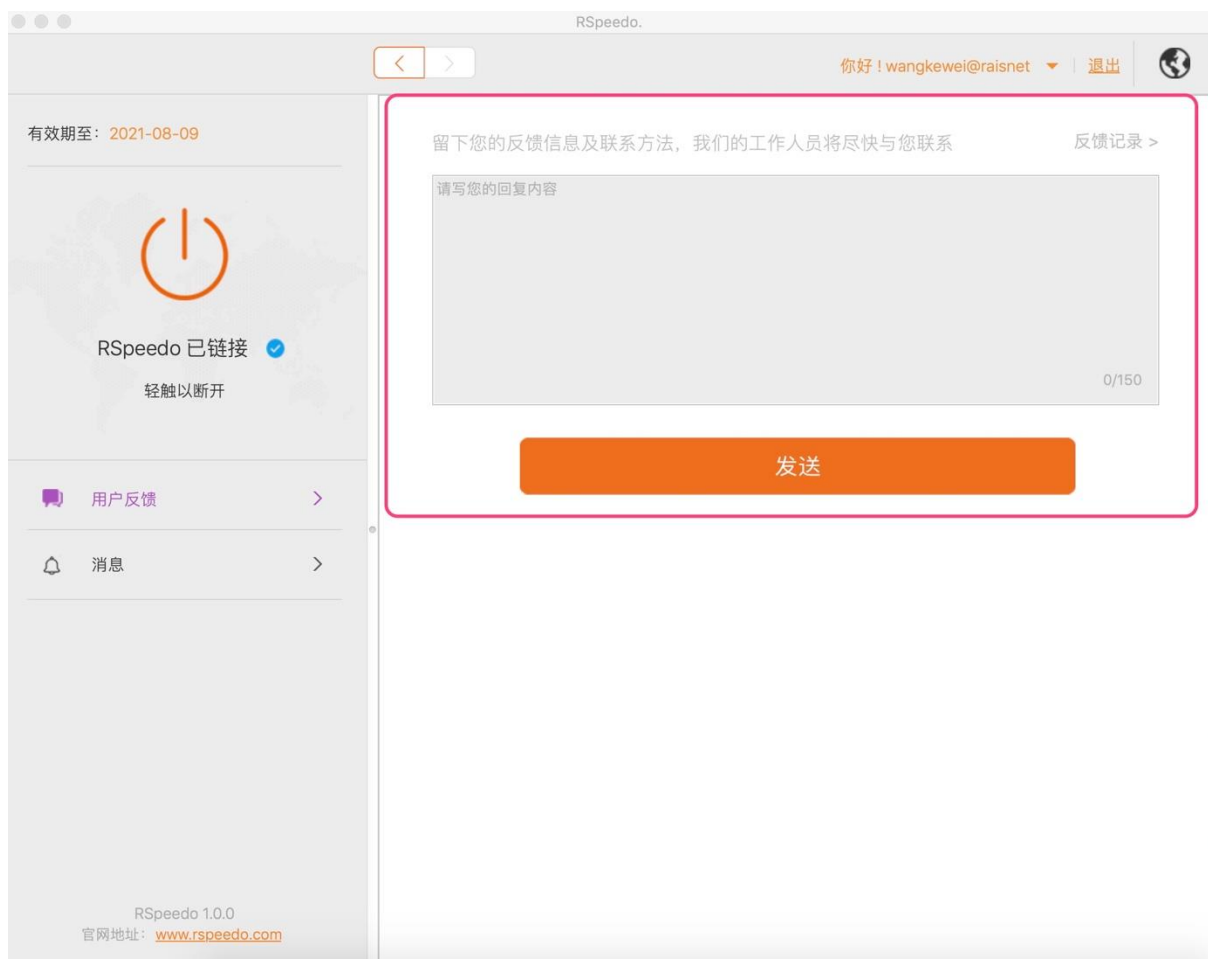 RSpeedo.
你好 ! wangkewei@raisnet
退出
有效期至：2021-08-09
RSpeedo 已链接
轻触以断开
用户反馈
消息
RSpeedo 1.0.0
官网地址：www.rspeedo.com
留下您的反馈信息及联系方法，我们的工作人员将尽快与您联系
反馈记录 >
请写您的回复内容
0/150
发送